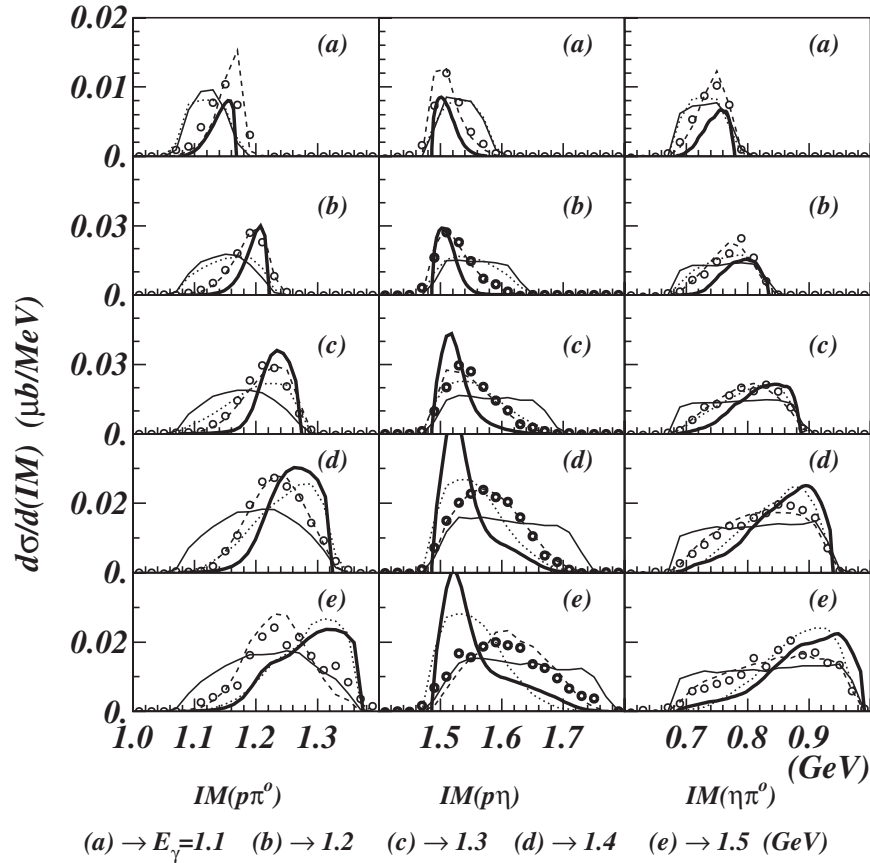 0.02
(a) (a) (a)
0.01
0.
(b) (b) (b)
0.03
0.
(c) (c) (c)
0.03
0.
(d) (d) (d)
0.02
0.
(e) (e) (e)
0.02
0.
dσ/d(IM) (μb/MeV)
1.0 1.1 1.2 1.3 1.5 1.6 1.7 0.7 0.8 0.9
(GeV)
IM(pπ⁰) IM(pη) IM(ηπ⁰)
(a) → Eγ=1.1 (b) → 1.2 (c) → 1.3 (d) → 1.4 (e) → 1.5 (GeV)